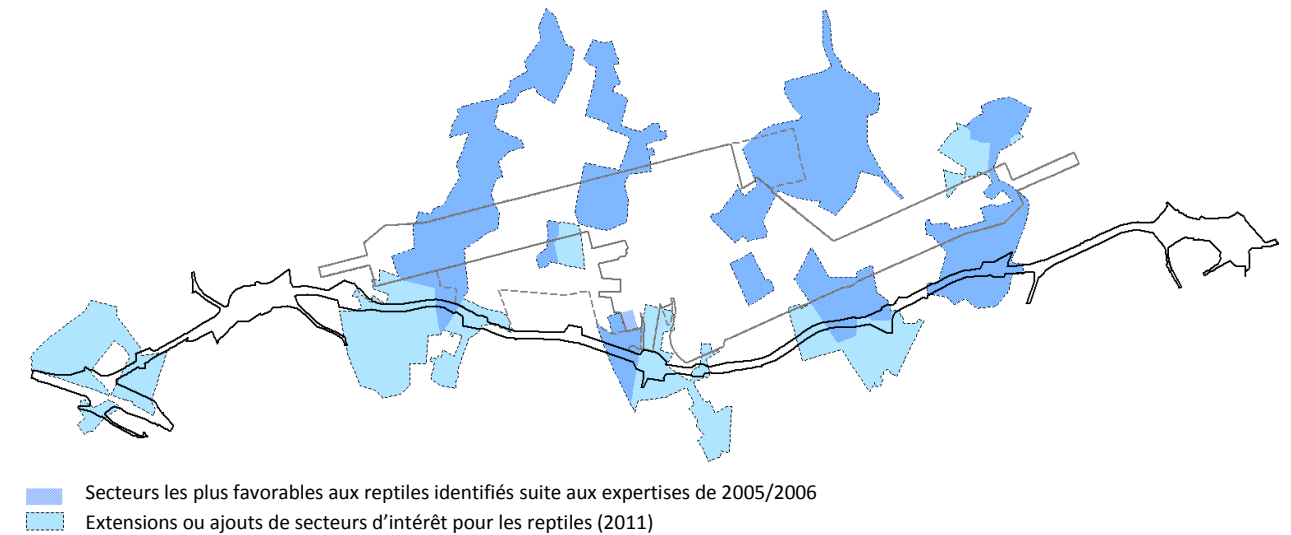 Secteurs les plus favorables aux reptiles identifiés suite aux expertises de 2005/2006
Extensions ou ajouts de secteurs d’intérêt pour les reptiles (2011)